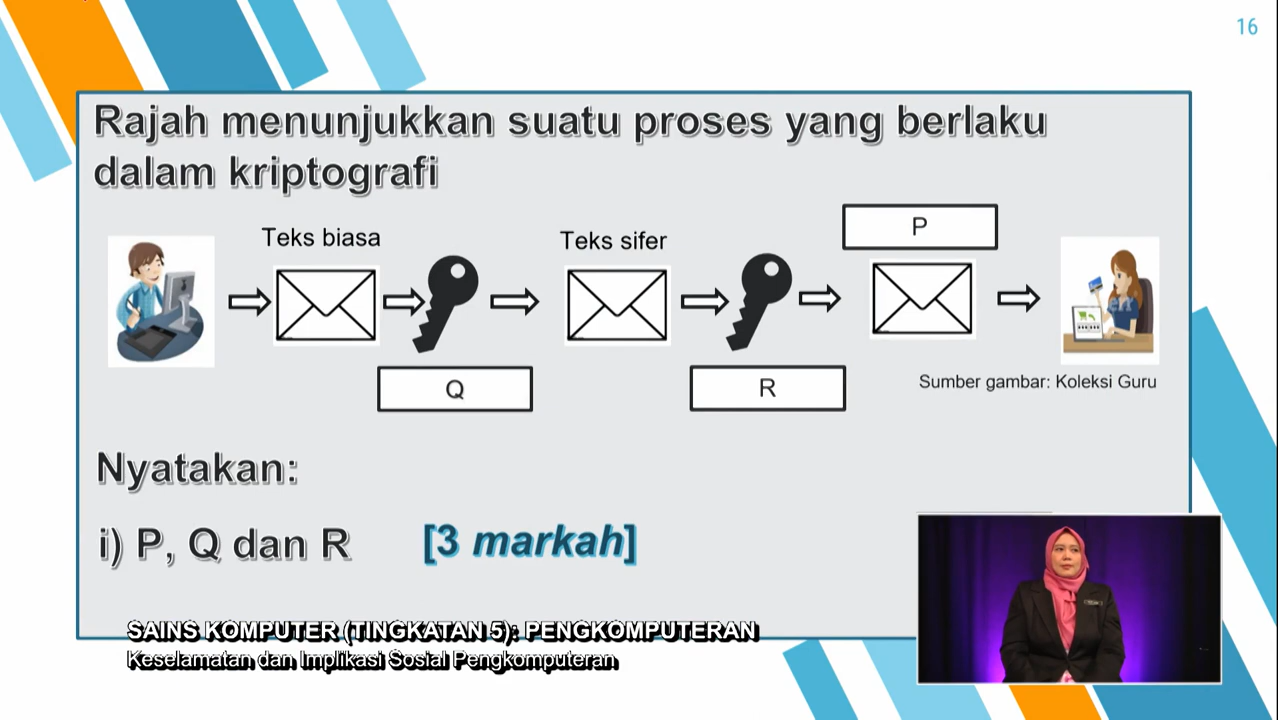 16
Rajah menunjukkan suatu proses yang berlaku
dalam kriptografi
Teks biasa
Teks sifer
P
Q
R
Sumber gambar: Koleksi Guru
Nyatakan:
i) P, Q dan R [3 markah]
SAINS KOMPUTER (TINGKATAN 5): PENGKOMPUTERAN
Keselamatan dan Implikasi Sosial Pengkomputeran